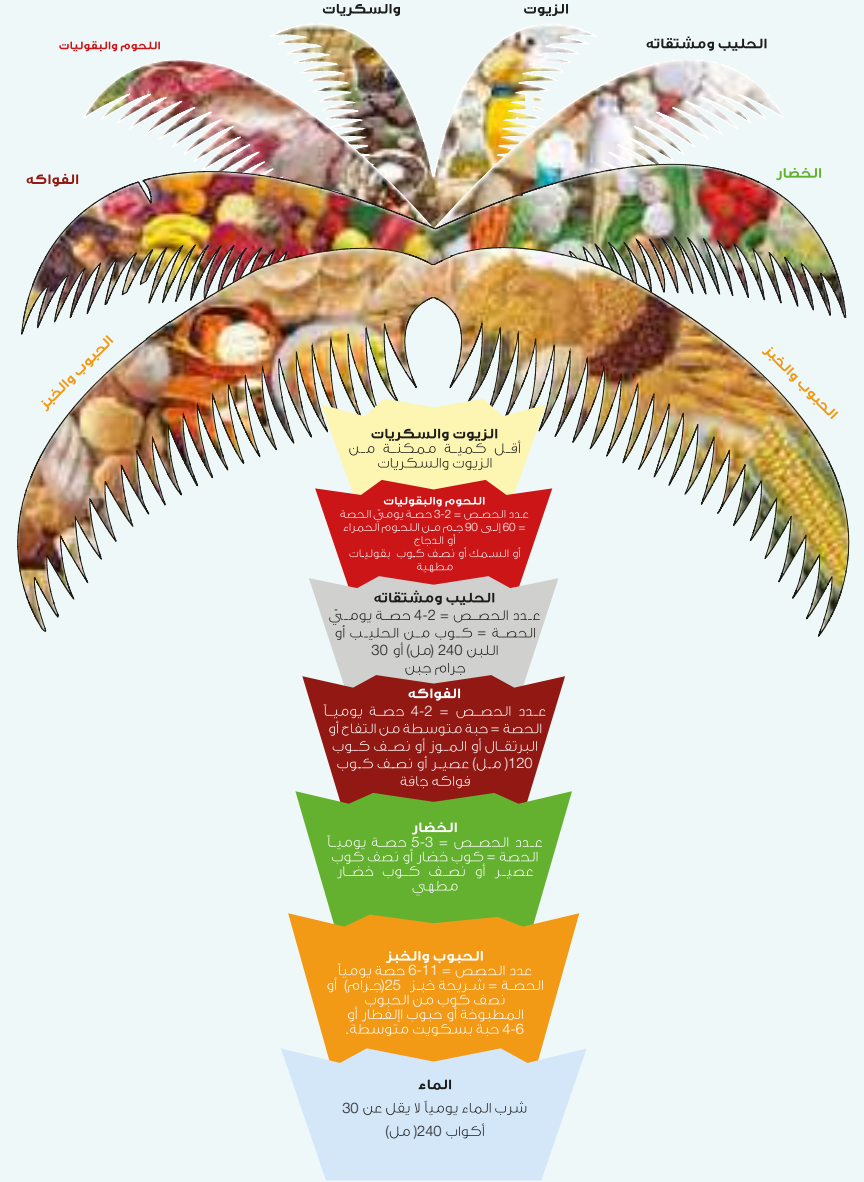 والسكريات
الزيوت
الحليب ومشتقاته
اللحوم والبقوليات
الخضار
الفواكه
الحبوب والخبز
الحبوب والخبز
الزيوت والسكريات
أقل كمية ممكنة من
الزيوت والسكريات
اللحوم والبقوليات
عدد الحصص = 2-3 حصة يومتي الحصة
= 60 إلى 90 جم من اللحوم الحمراء
أو الدجاج
أو السمك أو نصف كوب بقوليات
مطهية
الحليب ومشتقاته
عدد الحصص = 2-4 حصة يومتي
الحصة = كوب من الحليب أو
اللبن 240 (مل) أو 30
جرام جبن
الفواكه
عدد الحصص = 2-4 حصة يومياً
الحصة = حبة متوسطة من التفاح أو
البرتقال أو الموز أو نصف كوب
120( مل) عصير أو نصف كوب
فواكه جافة
الخضار
عدد الحصص = 3-5 حصة يومياً
الحصة = كوب خضار أو نصف كوب
عصير أو نصف كوب خضار
مطهي
الحبوب والخبز
عدد الحصص = 11-6 حصة يومياً
الحصة = شريحة خبز 25(جرام) أو
نصف كوب من الحبوب
المطبوخة أو حبوب اإلفطار أو
4-6 حبة بسكويت متوسطة.
الماء
شرب الماء يومياً لا يقل عن 30
أكواب 240( مل)